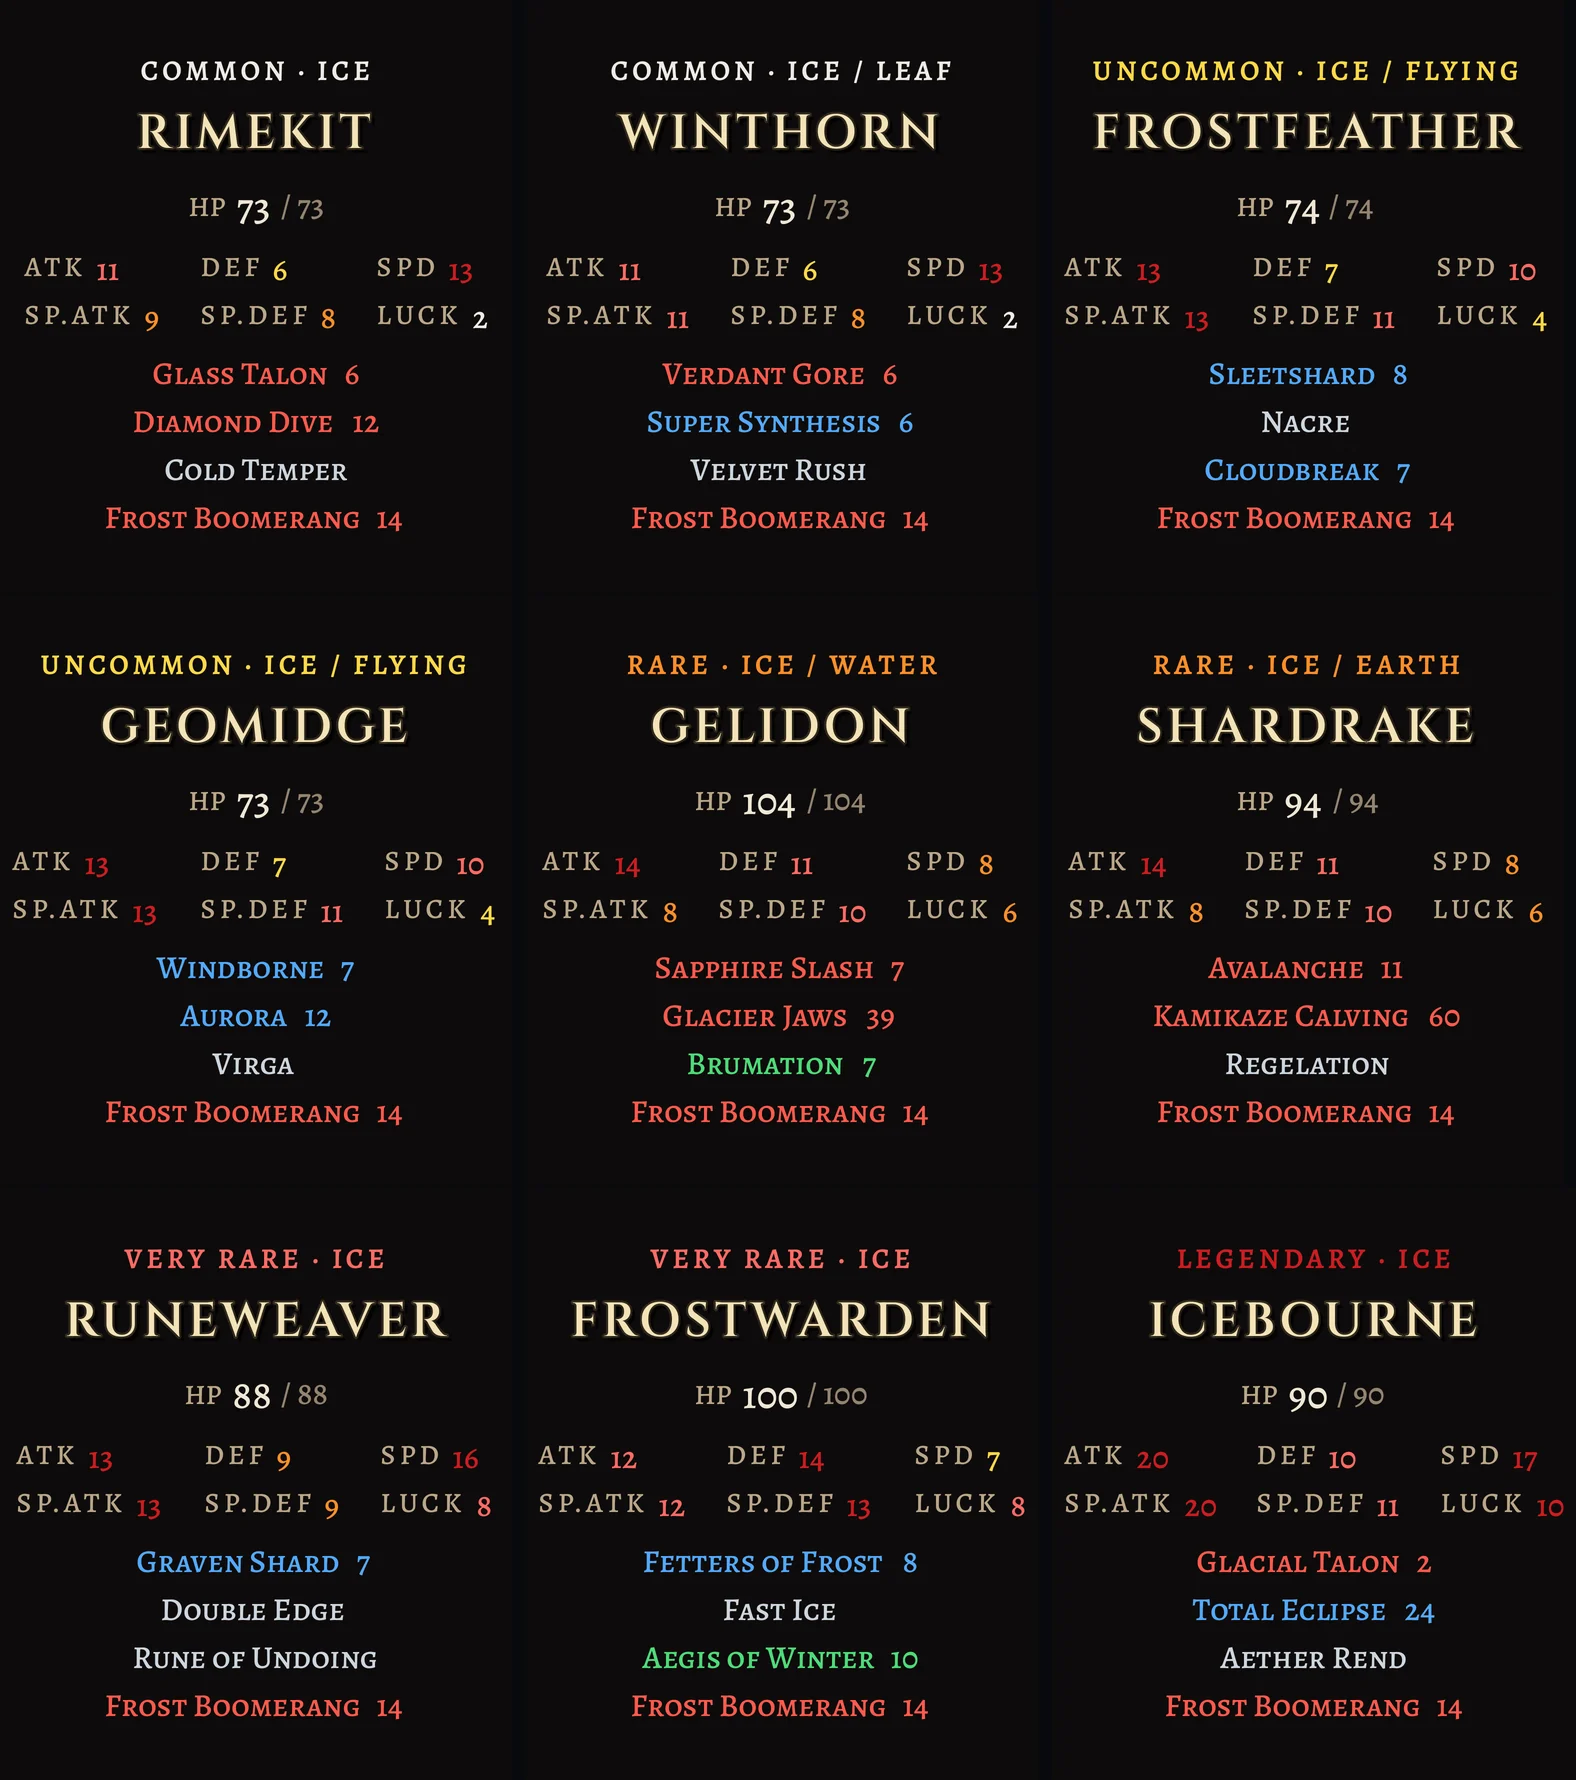 COMMON · ICE
RIMEKIT
HP 73 / 73
ATK 11 DEF 6 SPD 13
SP.ATK 9 SP.DEF 8 LUCK 2
Glass Talon 6
Diamond Dive 12
Cold Temper
Frost Boomerang 14
COMMON · ICE / LEAF
WINTHORN
HP 73 / 73
ATK 11 DEF 6 SPD 13
SP.ATK 11 SP.DEF 8 LUCK 2
Verdant Gore 6
Super Synthesis 6
Velvet Rush
Frost Boomerang 14
UNCOMMON · ICE / FLYING
FROSTFEATHER
HP 74 / 74
ATK 13 DEF 7 SPD 10
SP.ATK 13 SP.DEF 11 LUCK 4
Sleetshard 8
Nacre
Cloudbreak 7
Frost Boomerang 14
UNCOMMON · ICE / FLYING
GEOMIDGE
HP 73 / 73
ATK 13 DEF 7 SPD 10
SP.ATK 13 SP.DEF 11 LUCK 4
Windborne 7
Aurora 12
Virga
Frost Boomerang 14
RARE · ICE / WATER
GELIDON
HP 104 / 104
ATK 14 DEF 11 SPD 8
SP.ATK 8 SP.DEF 10 LUCK 6
Sapphire Slash 7
Glacier Jaws 39
Brumation 7
Frost Boomerang 14
RARE · ICE / EARTH
SHARDRAKE
HP 94 / 94
ATK 14 DEF 11 SPD 8
SP.ATK 8 SP.DEF 10 LUCK 6
Avalanche 11
Kamikaze Calving 60
Regelation
Frost Boomerang 14
VERY RARE · ICE
RUNEWEAVER
HP 88 / 88
ATK 13 DEF 9 SPD 16
SP.ATK 13 SP.DEF 9 LUCK 8
Graven Shard 7
Double Edge
Rune of Undoing
Frost Boomerang 14
VERY RARE · ICE
FROSTWARDEN
HP 100 / 100
ATK 12 DEF 14 SPD 7
SP.ATK 12 SP.DEF 13 LUCK 8
Fetters of Frost 8
Fast Ice
Aegis of Winter 10
Frost Boomerang 14
LEGENDARY · ICE
ICEBOURNE
HP 90 / 90
ATK 20 DEF 10 SPD 17
SP.ATK 20 SP.DEF 11 LUCK 10
Glacial Talon 2
Total Eclipse 24
Aether Rend
Frost Boomerang 14